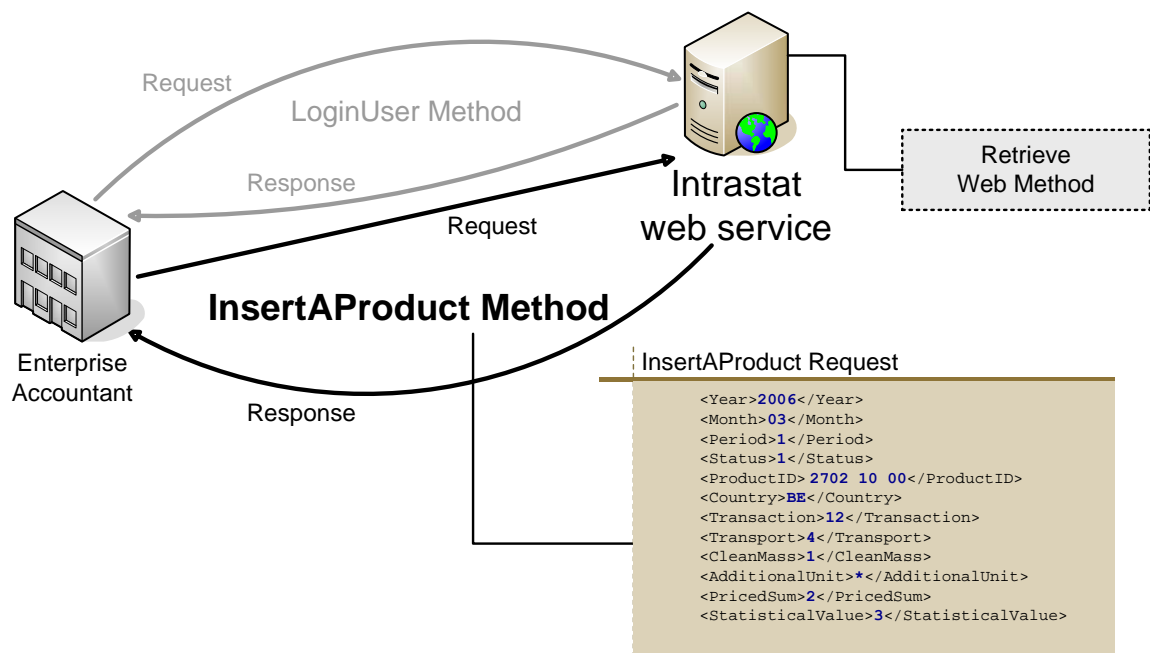 Request
LoginUser Method
Response
Request
Intrastat
web service
Retrieve
Web Method
InsertAProduct Method
Enterprise
Accountant
Response
InsertAProduct Request
<Year>2006</Year>
<Month>03</Month>
<Period>1</Period>
<Status>1</Status>
<ProductID> 2702 10 00</ProductID>
<Country>BE</Country>
<Transaction>12</Transaction>
<Transport>4</Transport>
<CleanMass>1</CleanMass>
<AdditionalUnit>*</AdditionalUnit>
<PricedSum>2</PricedSum>
<StatisticalValue>3</StatisticalValue>